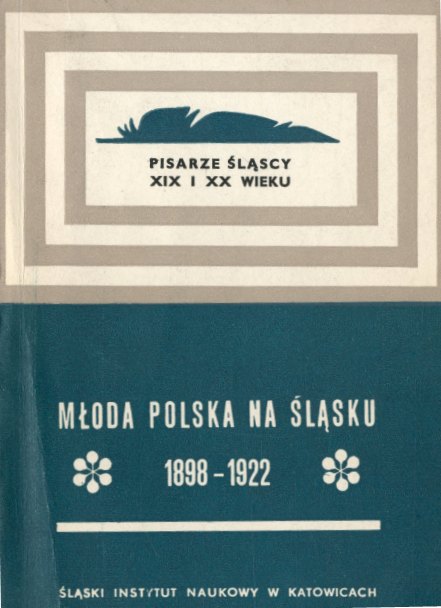 PISARZE ŚLĄSCY
XIX I XX WIEKU
MŁODA POLSKA NA ŚLĄSKU
1898-1922
ŚLĄSKI INSTYTUT NAUKOWY W KATOWICACH